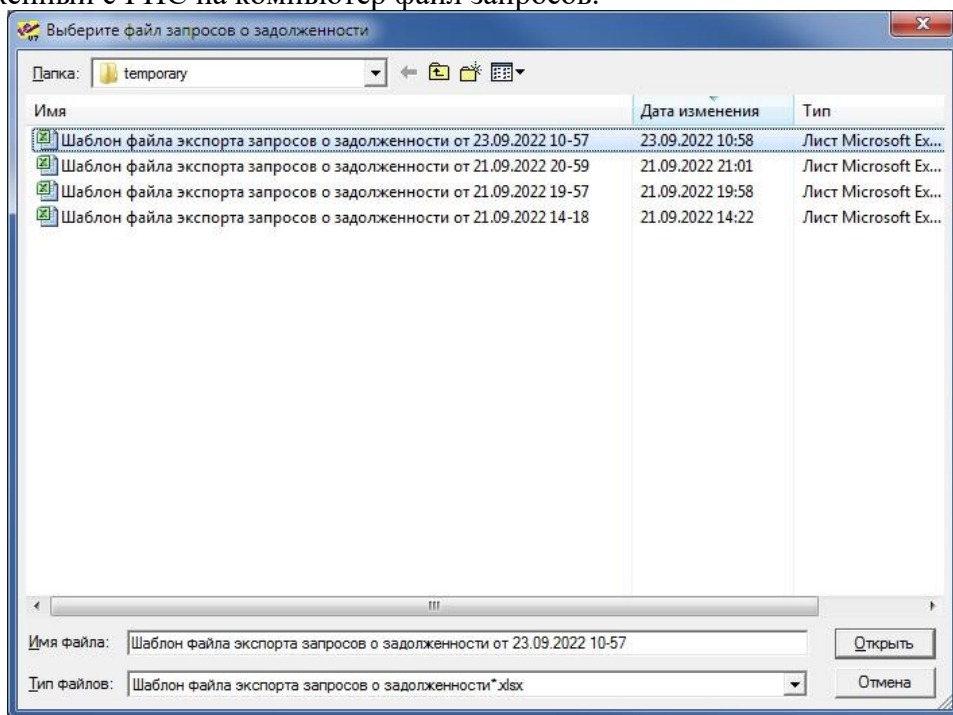 с ГИС на компьютер файл запросов.
Выберите файл запросов о задолженности
Папка: temporary
Имя Дата изменения Тип
Шаблон файла экспорта запросов о задолженности от 23.09.2022 10-57 23.09.2022 10:58 Лист Microsoft Ex...
Шаблон файла экспорта запросов о задолженности от 21.09.2022 20-59 21.09.2022 21:01 Лист Microsoft Ex...
Шаблон файла экспорта запросов о задолженности от 21.09.2022 19-57 21.09.2022 19:58 Лист Microsoft Ex...
Шаблон файла экспорта запросов о задолженности от 21.09.2022 14-18 21.09.2022 14:22 Лист Microsoft Ex...
Имя файла: Шаблон файла экспорта запросов о задолженности от 23.09.2022 10-57 Открыть
Тип файлов: Шаблон файла экспорта запросов о задолженности*.xlsx Отмена